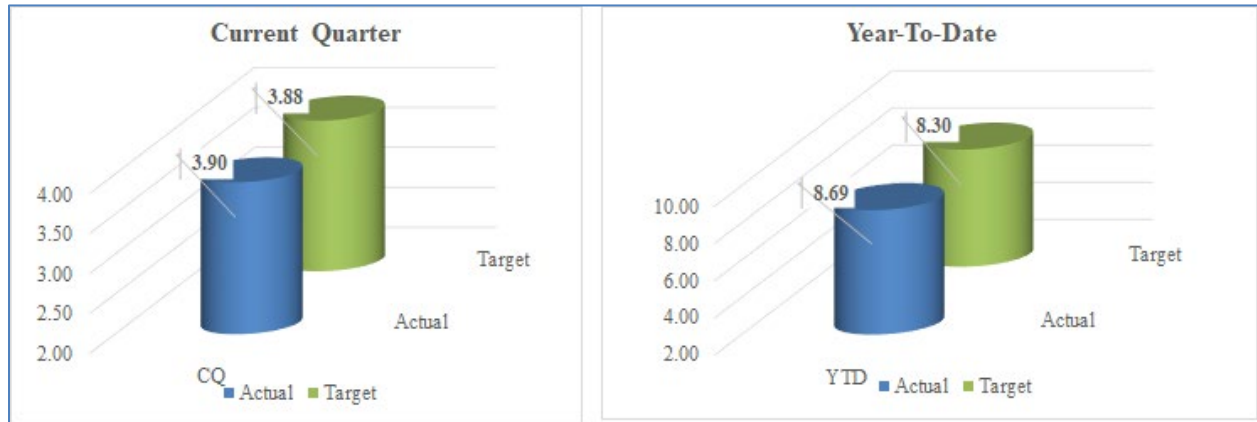 Current Quarter
3.88
3.90
4.00
3.50
3.00
2.50
2.00
Target
Actual
CQ
Actual Target
Year-To-Date
8.30
8.69
10.00
8.00
6.00
4.00
2.00
Target
Actual
YTD
Actual Target